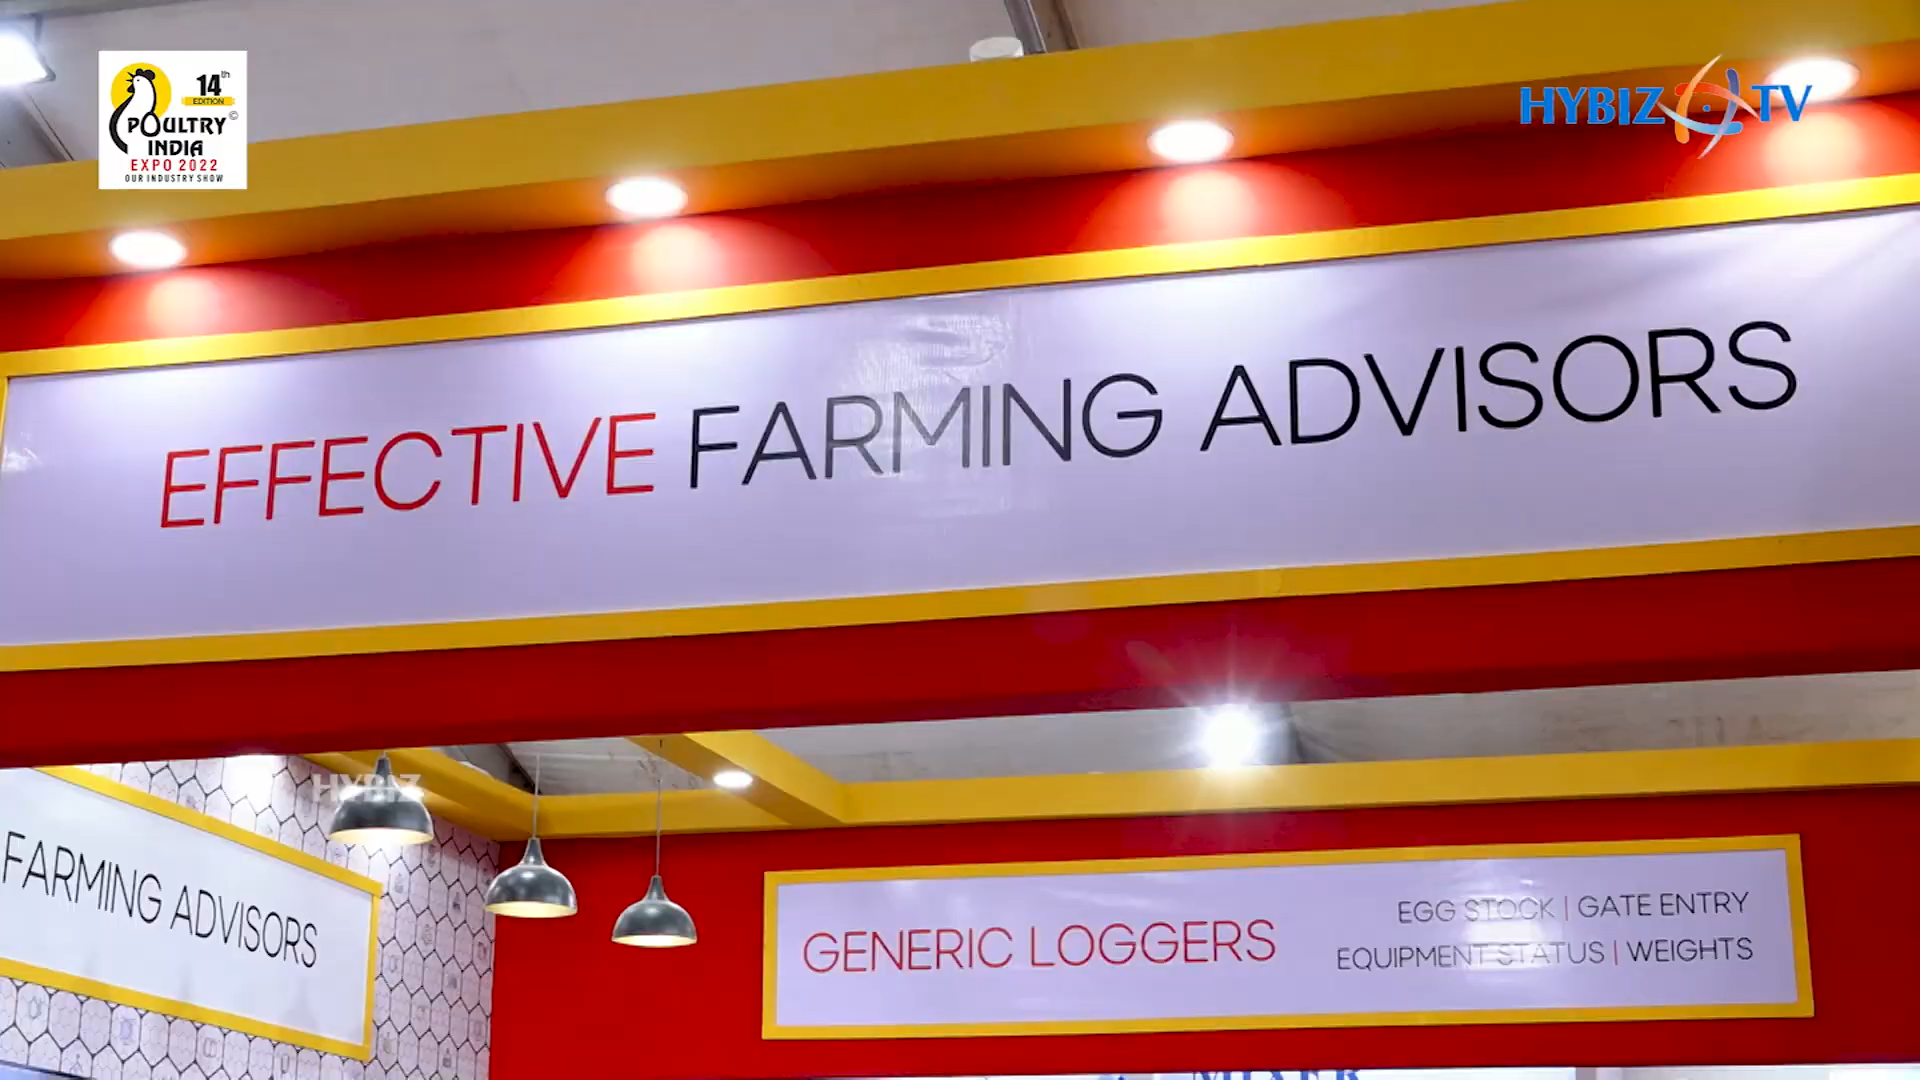 14th
EDITION
POULTRY
INDIA
EXPO 2022
OUR INDUSTRY SHOW
HYBIZ TV
EFFECTIVE FARMING ADVISORS
HYBIZ
FARMING ADVISORS
GENERIC LOGGERS
EGG STOCK | GATE ENTRY
EQUIPMENT STATUS | WEIGHTS